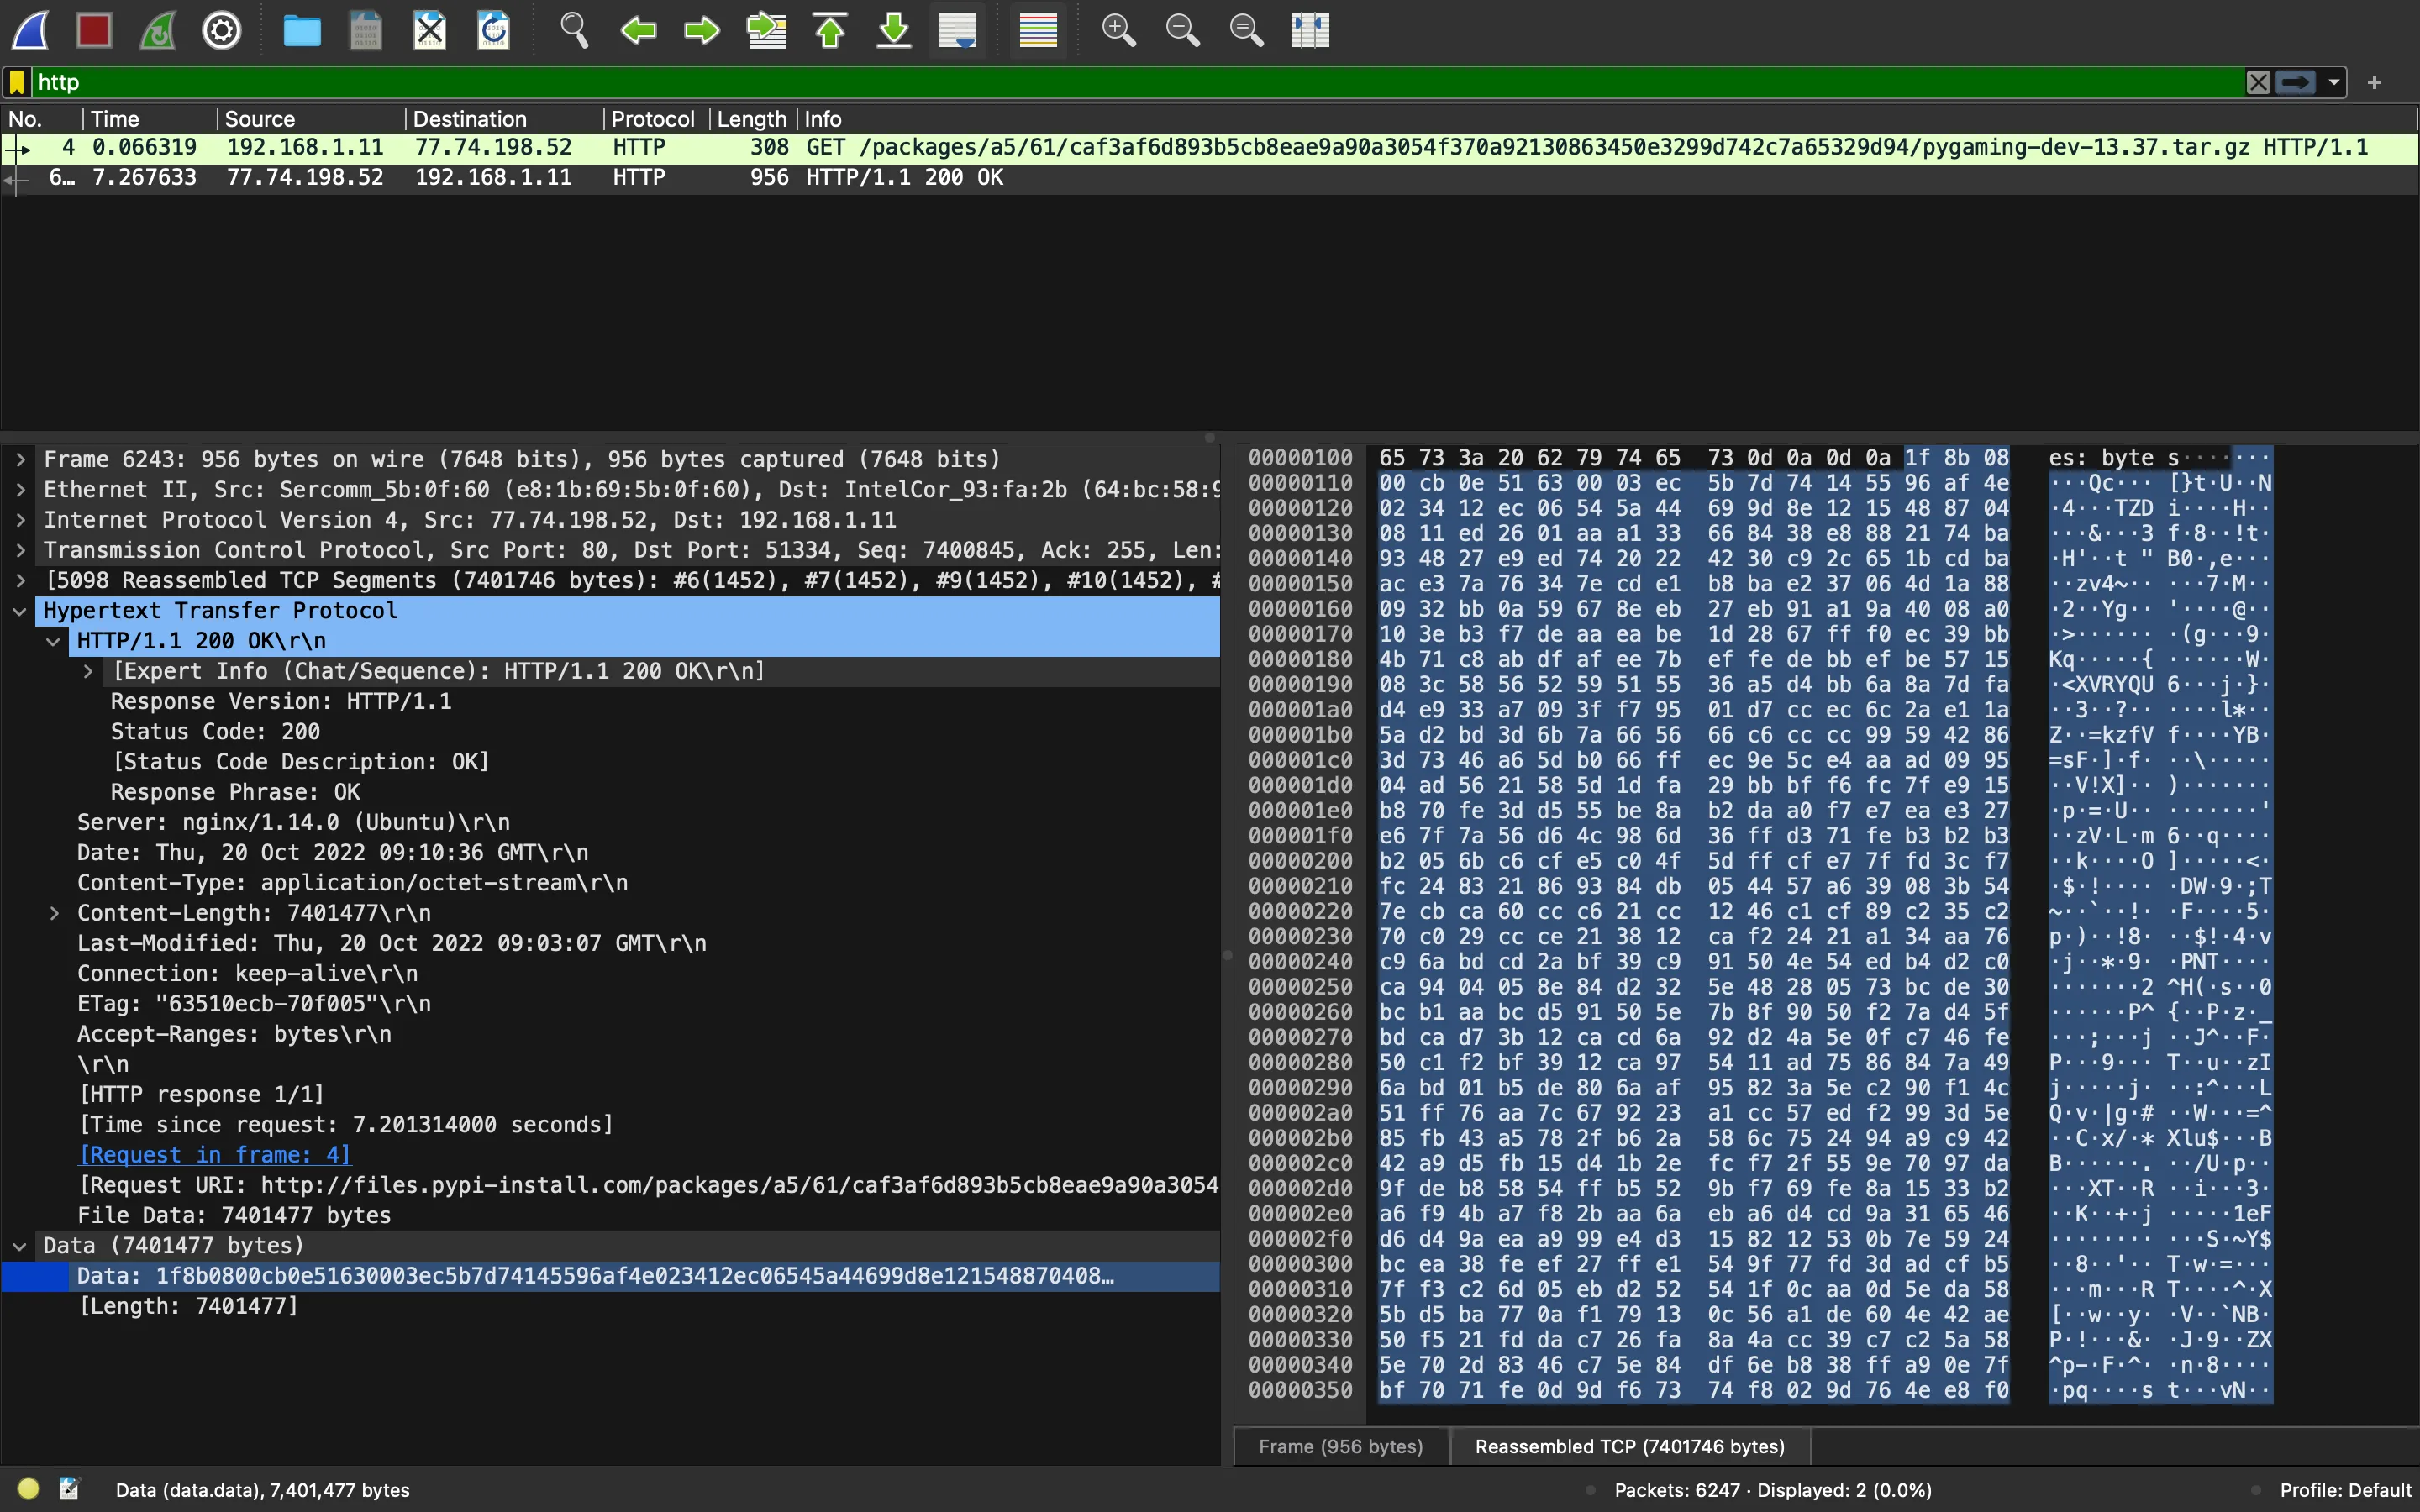 http
No. Time Source Destination Protocol Length Info
4 0.066319 192.168.1.11 77.74.198.52 HTTP 308 GET /packages/a5/61/caf3af6d893b5cb8eae9a90a3054f370a92130863450e3299d742c7a65329d94/pygaming-dev-13.37.tar.gz HTTP/1.1
6… 7.267633 77.74.198.52 192.168.1.11 HTTP 956 HTTP/1.1 200 OK
Frame 6243: 956 bytes on wire (7648 bits), 956 bytes captured (7648 bits)
Ethernet II, Src: Sercomm_5b:0f:60 (e8:1b:69:5b:0f:60), Dst: IntelCor_93:fa:2b (64:bc:58:9
Internet Protocol Version 4, Src: 77.74.198.52, Dst: 192.168.1.11
Transmission Control Protocol, Src Port: 80, Dst Port: 51334, Seq: 7400845, Ack: 255, Len:
[5098 Reassembled TCP Segments (7401746 bytes): #6(1452), #7(1452), #9(1452), #10(1452), #
Hypertext Transfer Protocol
HTTP/1.1 200 OK\r\n
[Expert Info (Chat/Sequence): HTTP/1.1 200 OK\r\n]
Response Version: HTTP/1.1
Status Code: 200
[Status Code Description: OK]
Response Phrase: OK
Server: nginx/1.14.0 (Ubuntu)\r\n
Date: Thu, 20 Oct 2022 09:10:36 GMT\r\n
Content-Type: application/octet-stream\r\n
Content-Length: 7401477\r\n
Last-Modified: Thu, 20 Oct 2022 09:03:07 GMT\r\n
Connection: keep-alive\r\n
ETag: "63510ecb-70f005"\r\n
Accept-Ranges: bytes\r\n
\r\n
[HTTP response 1/1]
[Time since request: 7.201314000 seconds]
[Request in frame: 4]
[Request URI: http://files.pypi-install.com/packages/a5/61/caf3af6d893b5cb8eae9a90a3054
File Data: 7401477 bytes
Data (7401477 bytes)
Data: 1f8b0800cb0e51630003ec5b7d74145596af4e023412ec06545a44699d8e121548870408…
[Length: 7401477]
00000100 65 73 3a 20 62 79 74 65 73 0d 0a 0d 0a 1f 8b 08 es: byte s·······
00000110 00 cb 0e 51 63 00 03 ec 5b 7d 74 14 55 96 af 4e ···Qc··· [}t·U··N
00000120 02 34 12 ec 06 54 5a 44 69 9d 8e 12 15 48 87 04 ·4···TZD i····H··
00000130 08 11 ed 26 01 aa a1 33 66 84 38 e8 88 21 74 ba ···&···3 f·8··!t·
00000140 93 48 27 e9 ed 74 20 22 42 30 c9 2c 65 1b cd ba ·H'··t " B0·,e···
00000150 ac e3 7a 76 34 7e cd e1 b8 ba e2 37 06 4d 1a 88 ··zv4~·· ···7·M··
00000160 09 32 bb 0a 59 67 8e eb 27 eb 91 a1 9a 40 08 a0 ·2··Yg·· '····@··
00000170 10 3e b3 f7 de aa ea be 1d 28 67 ff f0 ec 39 bb ·>······ ·(g···9·
00000180 4b 71 c8 ab df af ee 7b ef fe de bb ef be 57 15 Kq·····{ ······W·
00000190 08 3c 58 56 52 59 51 55 36 a5 d4 bb 6a 8a 7d fa ·<XVRYQU 6···j·}·
000001a0 d4 e9 33 a7 09 3f f7 95 01 d7 cc ec 6c 2a e1 1a ··3··?·· ····l*··
000001b0 5a d2 bd 3d 6b 7a 66 56 66 c6 cc cc 99 59 42 86 Z··=kzfV f····YB·
000001c0 3d 73 46 a6 5d b0 66 ff ec 9e 5c e4 aa ad 09 95 =sF·]·f· ··\·····
000001d0 04 ad 56 21 58 5d 1d fa 29 bb bf f6 fc 7f e9 15 ··V!X]·· )·······
000001e0 b8 70 fe 3d d5 55 be 8a b2 da a0 f7 e7 ea e3 27 ·p·=·U·· ·······'
000001f0 e6 7f 7a 56 d6 4c 98 6d 36 ff d3 71 fe b3 b2 b3 ··zV·L·m 6··q····
00000200 b2 05 6b c6 cf e5 c0 4f 5d ff cf e7 7f fd 3c f7 ··k····O ]·····<·
00000210 fc 24 83 21 86 93 84 db 05 44 57 a6 39 08 3b 54 ·$·!···· ·DW·9·;T
00000220 7e cb ca 60 cc c6 21 cc 12 46 c1 cf 89 c2 35 c2 ~··`··!· ·F····5·
00000230 70 c0 29 cc ce 21 38 12 ca f2 24 21 a1 34 aa 76 p·)··!8· ··$!·4·v
00000240 c9 6a bd cd 2a bf 39 c9 91 50 4e 54 ed b4 d2 c0 ·j··*·9· ·PNT····
00000250 ca 94 04 05 8e 84 d2 32 5e 48 28 05 73 bc de 30 ·······2 ^H(·s··0
00000260 bc b1 aa bc d5 91 50 5e 7b 8f 90 50 f2 7a d4 5f ······P^ {··P·z·_
00000270 bd ca d7 3b 12 ca cd 6a 92 d2 4a 5e 0f c7 46 fe ···;···j ··J^··F·
00000280 50 c1 f2 bf 39 12 ca 97 54 11 ad 75 86 84 7a 49 P···9··· T··u··zI
00000290 6a bd 01 b5 de 80 6a af 95 82 3a 5e c2 90 f1 4c j·····j· ··:^···L
000002a0 51 ff 76 aa 7c 67 92 23 a1 cc 57 ed f2 99 3d 5e Q·v·|g·# ··W···=^
000002b0 85 fb 43 a5 78 2f b6 2a 58 6c 75 24 94 a9 c9 42 ··C·x/·* Xlu$···B
000002c0 42 a9 d5 fb 15 d4 1b 2e fc f7 2f 55 9e 70 97 da B······. ··/U·p··
000002d0 9f de b8 58 54 ff b5 52 9b f7 69 fe 8a 15 33 b2 ···XT··R ··i···3·
000002e0 a6 f9 4b a7 f8 2b aa 6a eb a6 d4 cd 9a 31 65 46 ··K··+·j ·····1eF
000002f0 d6 d4 9a ea a9 99 e4 d3 15 82 12 53 0b 7e 59 24 ········ ···S·~Y$
00000300 bc ea 38 fe ef 27 ff e1 54 9f 77 fd 3d ad cf b5 ··8··'·· T·w·=···
00000310 7f f3 c2 6d 05 eb d2 52 54 1f 0c aa 0d 5e da 58 ···m···R T····^·X
00000320 5b d5 ba 77 0a f1 79 13 0c 56 a1 de 60 4e 42 ae [··w··y· ·V··`NB·
00000330 50 f5 21 fd da c7 26 fa 8a 4a cc 39 c7 c2 5a 58 P·!···&· ·J·9··ZX
00000340 5e 70 2d 83 46 c7 5e 84 df 6e b8 38 ff a9 0e 7f ^p-·F·^· ·n·8····
00000350 bf 70 71 fe 0d 9d f6 73 74 f8 02 9d 76 4e e8 f0 ·pq····s t···vN··
Frame (956 bytes) Reassembled TCP (7401746 bytes)
Data (data.data), 7,401,477 bytes Packets: 6247 · Displayed: 2 (0.0%) Profile: Default